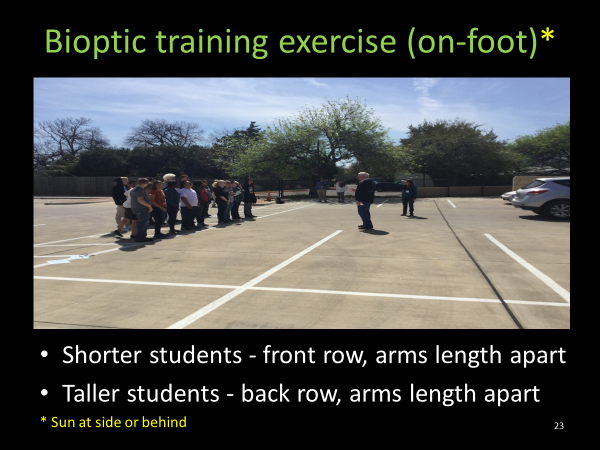 Bioptic training exercise (on-foot)*
• Shorter students - front row, arms length apart
• Taller students - back row, arms length apart
* Sun at side or behind
23